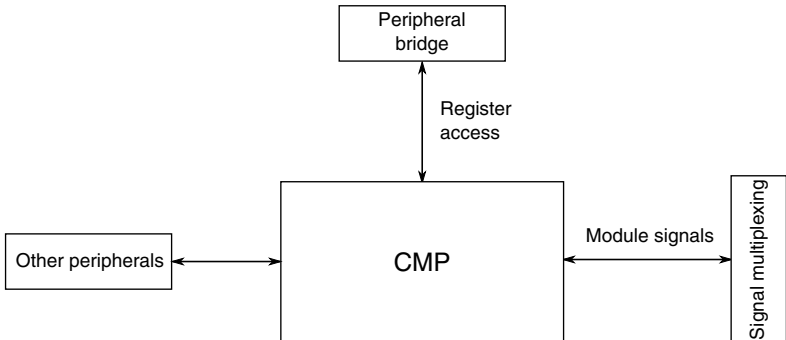 Peripheral
bridge
Register
access
Other peripherals
CMP
Module signals
Signal multiplexing